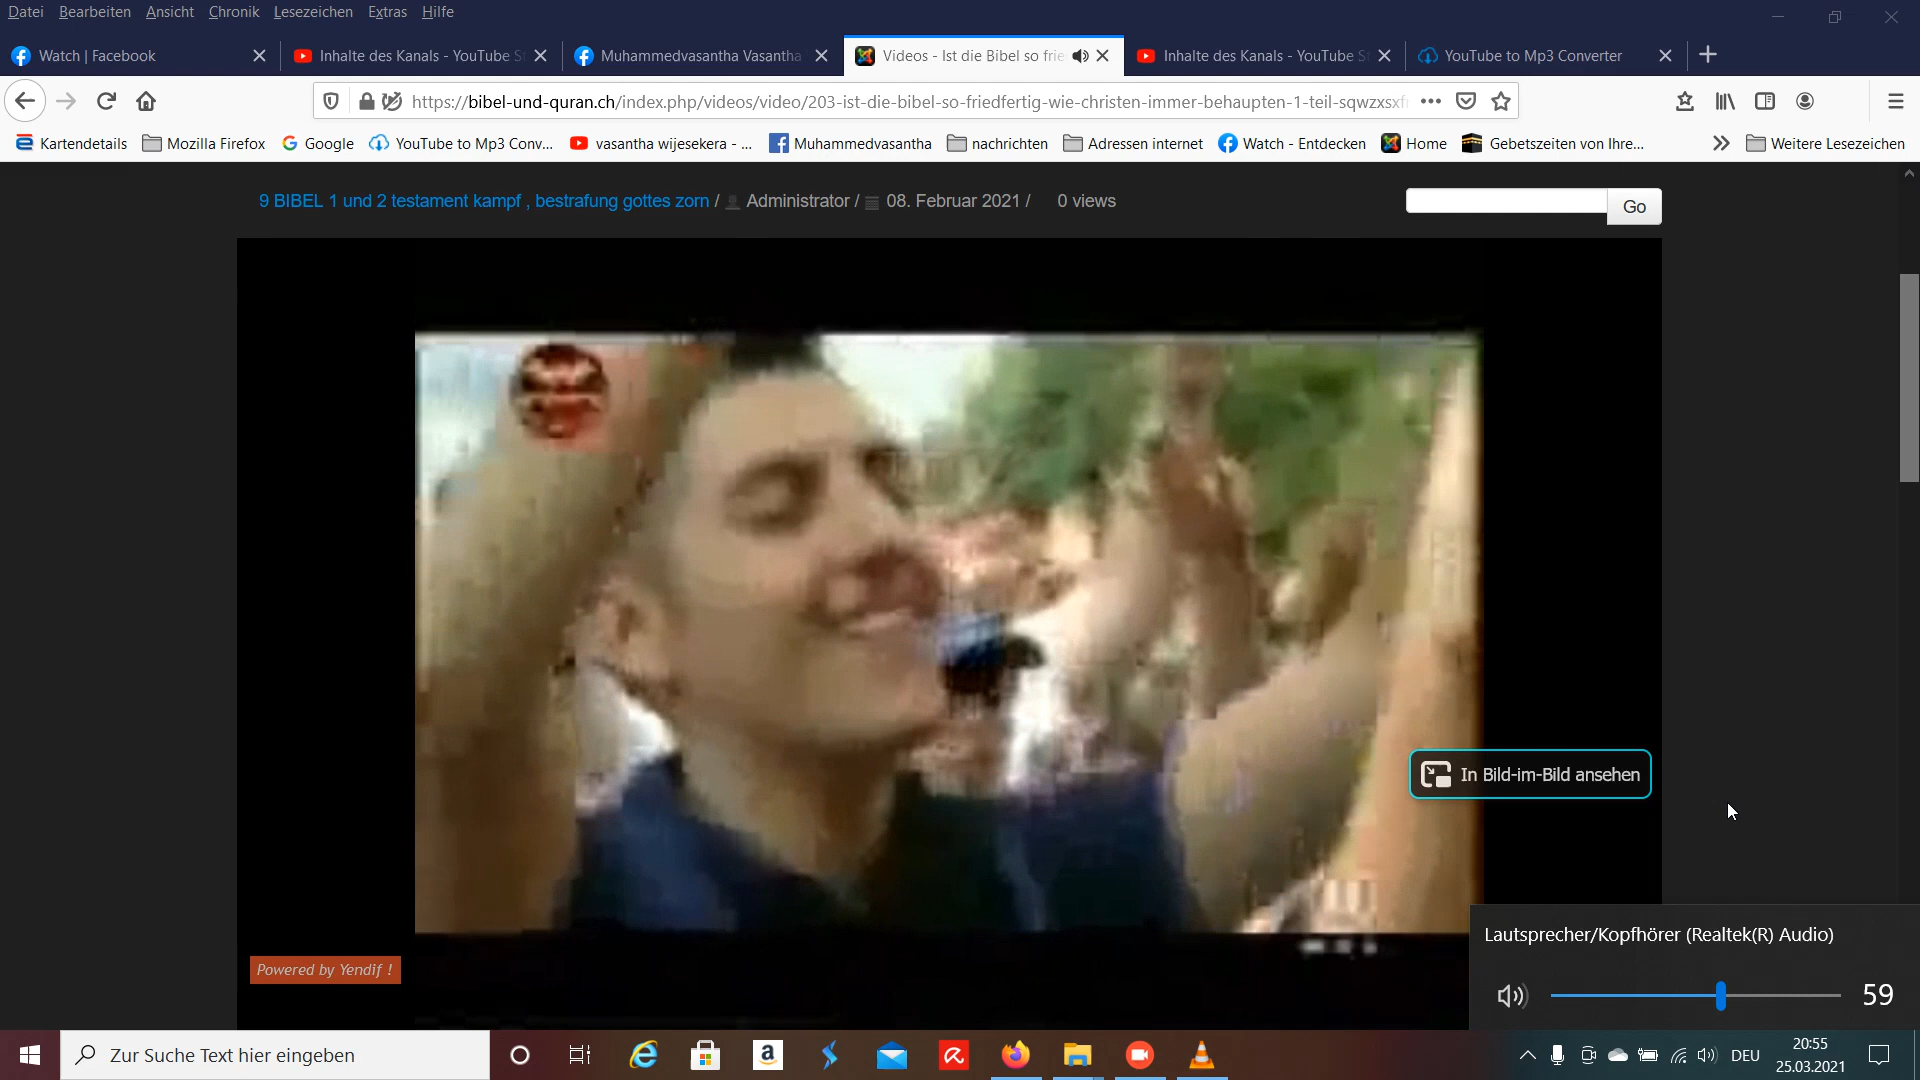 Datei Bearbeiten Ansicht Chronik Lesezeichen Extras Hilfe
Watch | Facebook
Inhalte des Kanals - YouTube St
Muhammedvasantha Vasantha
Videos - Ist die Bibel so frie
Inhalte des Kanals - YouTube St
YouTube to Mp3 Converter
https://bibel-und-quran.ch/index.php/videos/video/203-ist-die-bibel-so-friedfertig-wie-christen-immer-behaupten-1-teil-sqwzxsxf
Kartendetails Mozilla Firefox Google YouTube to Mp3 Conv... vasantha wijesekera - ... Muhammedvasantha nachrichten Adressen internet Watch - Entdecken Home Gebetszeiten von Ihre... Weitere Lesezeichen
9 BIBEL 1 und 2 testament kampf , bestrafung gottes zorn / Administrator / 08. Februar 2021 / 0 views
Go
In Bild-im-Bild ansehen
Lautsprecher/Kopfhörer (Realtek(R) Audio)
Powered by Yendif !
59
Zur Suche Text hier eingeben
DEU
20:55
25.03.2021